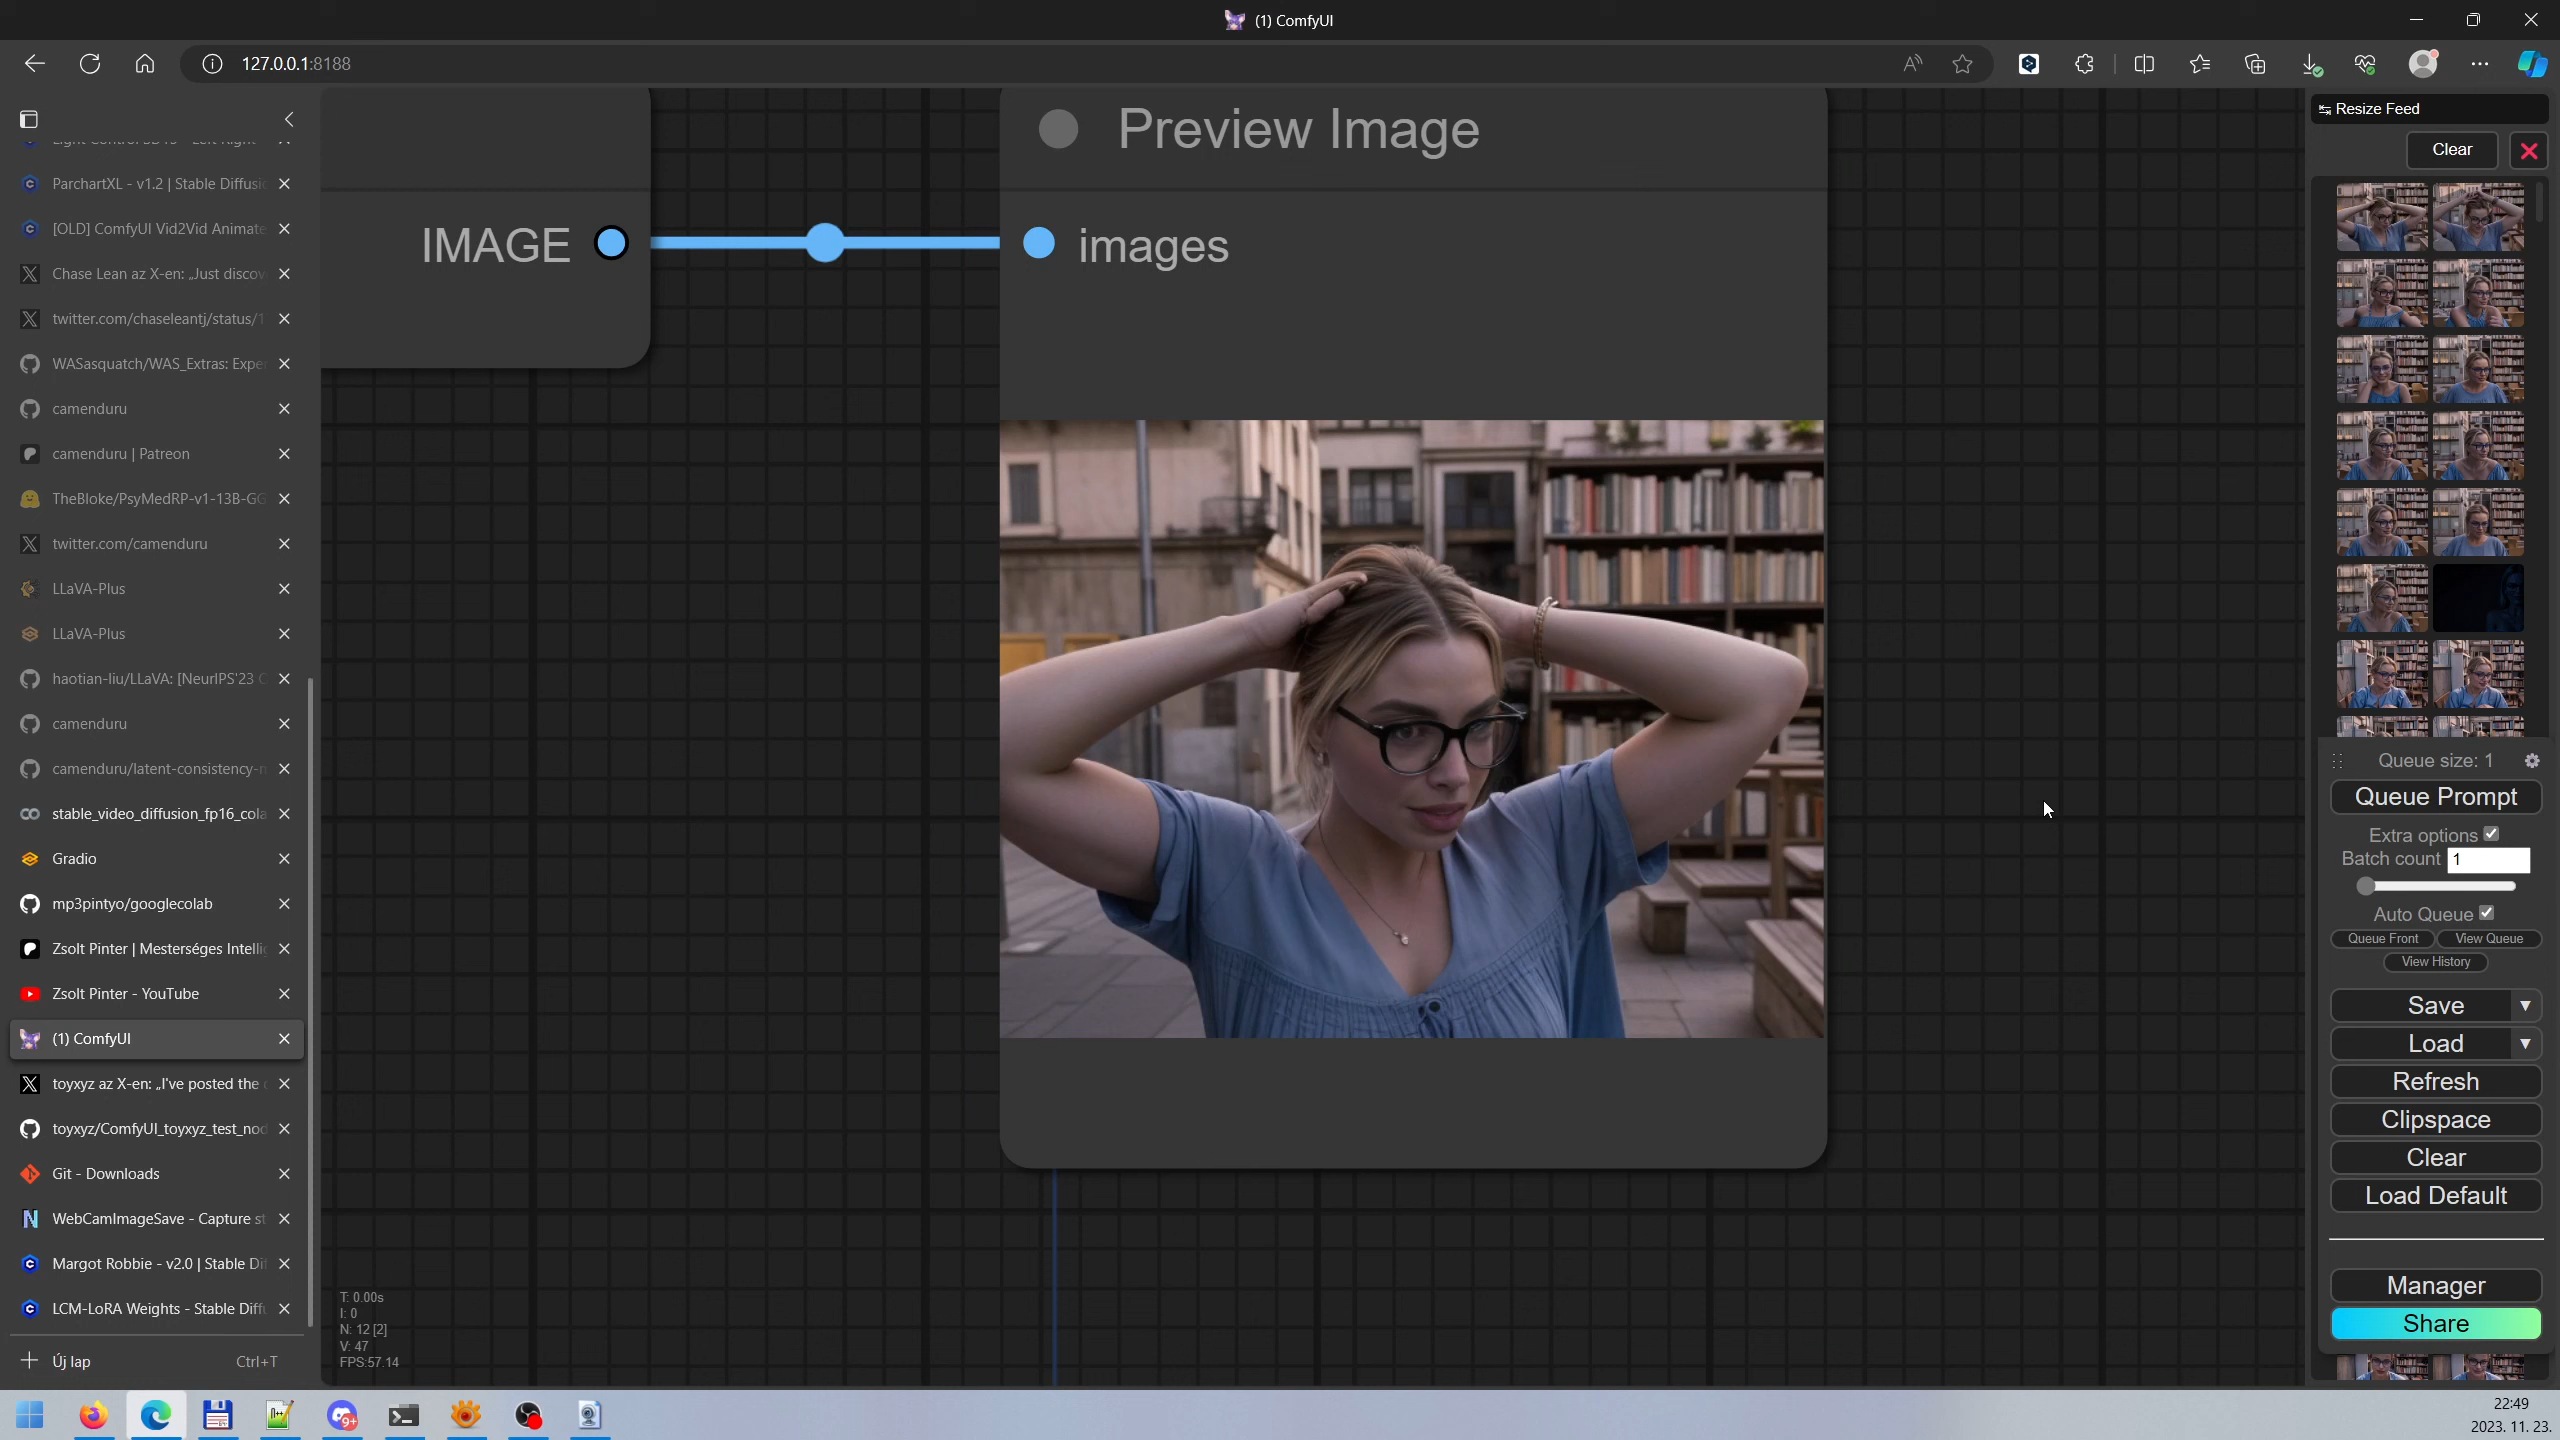 (1) ComfyUI
127.0.0.1:8188
ParchartXL - v1.2 | Stable Diffusi
[OLD] ComfyUI Vid2Vid Animate
Chase Lean az X-en: „Just discov
twitter.com/chaseleantj/status/1
WASasquatch/WAS_Extras: Expe
camenduru
camenduru | Patreon
TheBloke/PsyMedRP-v1-13B-GG
twitter.com/camenduru
LLaVA-Plus
LLaVA-Plus
haotian-liu/LLaVA: [NeurIPS'23 O
camenduru
camenduru/latent-consistency-m
stable_video_diffusion_fp16_cola
Gradio
mp3pintyo/googlecolab
Zsolt Pinter | Mesterséges Intelli
Zsolt Pinter - YouTube
(1) ComfyUI
toyxyz az X-en: „I've posted the c
toyxyz/ComfyUI_toyxyz_test_nod
Git - Downloads
WebCamImageSave - Capture st
Margot Robbie - v2.0 | Stable Dif
LCM-LoRA Weights - Stable Diffu
Új lap Ctrl+T
IMAGE
Preview Image
images
T: 0.00s
I: 0
N: 12 [2]
V: 47
FPS:57.14
Resize Feed
Clear
Queue size: 1
Queue Prompt
Extra options
Batch count 1
Auto Queue
Queue Front View Queue
View History
Save
Load
Refresh
Clipspace
Clear
Load Default
Manager
Share
9+
22:49
2023. 11. 23.